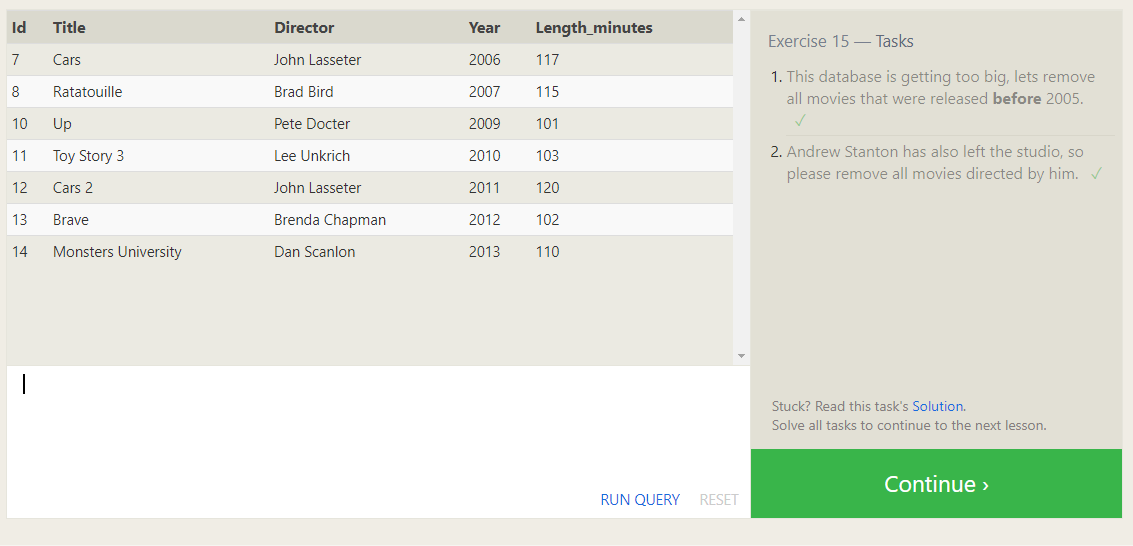 Id Title Director Year Length_minutes
7 Cars John Lasseter 2006 117
8 Ratatouille Brad Bird 2007 115
10 Up Pete Docter 2009 101
11 Toy Story 3 Lee Unkrich 2010 103
12 Cars 2 John Lasseter 2011 120
13 Brave Brenda Chapman 2012 102
14 Monsters University Dan Scanlon 2013 110
RUN QUERY RESET
Exercise 15 — Tasks
1. This database is getting too big, lets remove
all movies that were released before 2005.
✓
2. Andrew Stanton has also left the studio, so
please remove all movies directed by him. ✓
Stuck? Read this task's Solution.
Solve all tasks to continue to the next lesson.
Continue ›